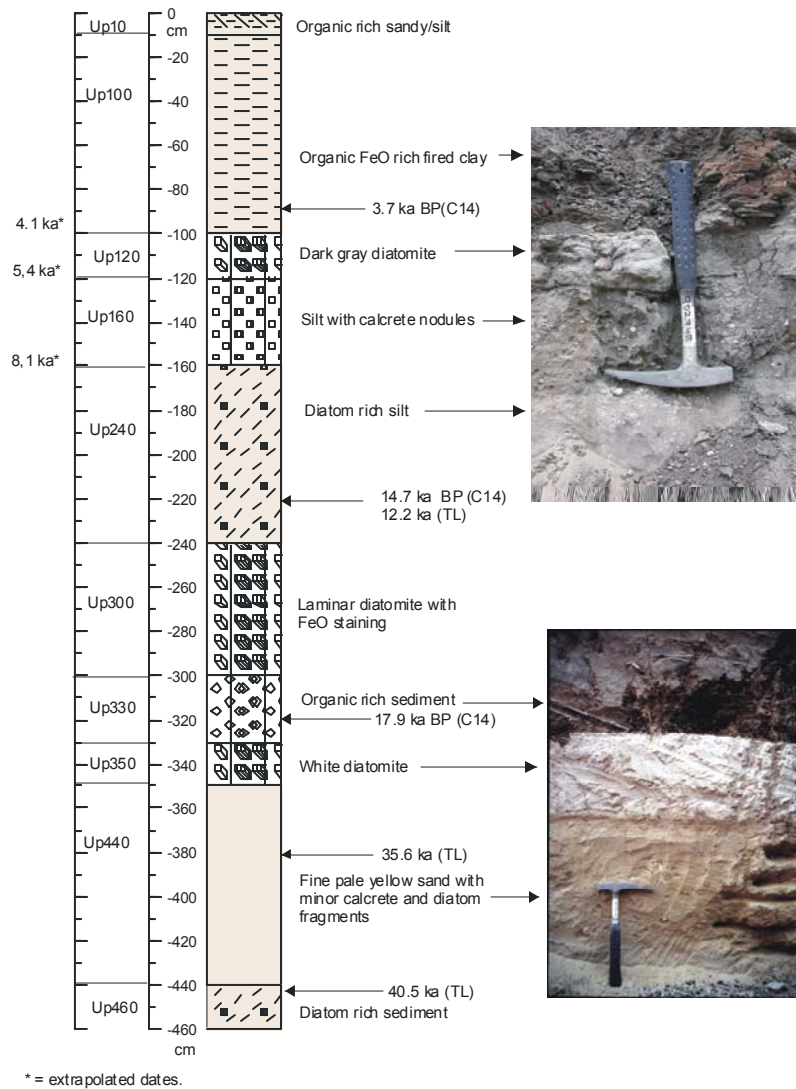 0
cm
Organic rich sandy/silt
Up10
-20
Up100
-40
-60
Organic FeO rich fired clay
-80
3.7 ka BP(C14)
4.1 ka*
-100
Up120
Dark gray diatomite
5,4 ka*
-120
Up160
Silt with calcrete nodules
-140
8,1 ka*
-160
-180
Diatom rich silt
Up240
-200
14.7 ka BP (C14)
-220
12.2 ka (TL)
-240
-260
Up300
Laminar diatomite with
FeO staining
-280
-300
Organic rich sediment
Up330
17.9 ka BP (C14)
-320
Up350
White diatomite
-340
-360
Up440
35.6 ka (TL)
-380
Fine pale yellow sand with
minor calcrete and diatom
fragments
-400
-420
-440
40.5 ka (TL)
Up460
Diatom rich sediment
-460
cm
* = extrapolated dates.